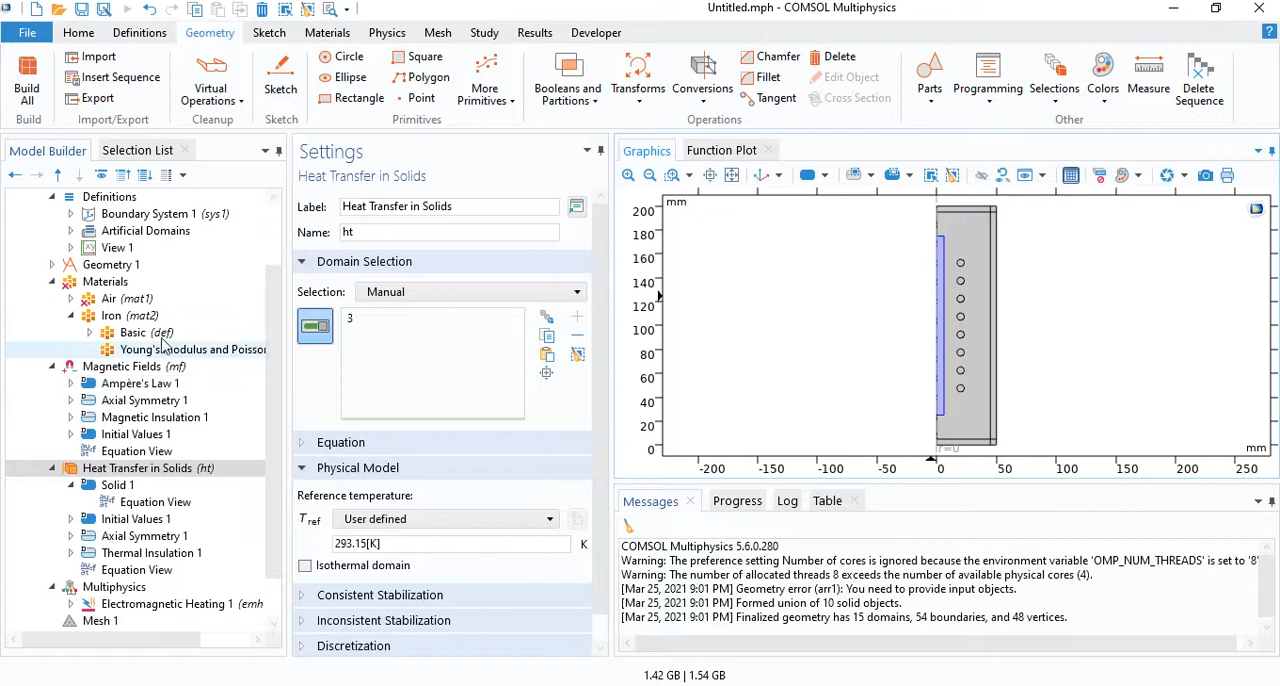 Untitled.mph - COMSOL Multiphysics
File Home Definitions Geometry Sketch Materials Physics Mesh Study Results Developer
Build All
Build
Import
Insert Sequence
Export
Import/Export
Virtual Operations
Cleanup
Sketch
Sketch
Circle
Ellipse
Rectangle
Square
Polygon
Point
More Primitives
Primitives
Booleans and Partitions
Transforms
Conversions
Chamfer
Fillet
Tangent
Delete
Edit Object
Cross Section
Operations
Parts
Programming
Selections
Colors
Measure
Delete Sequence
Other
Model Builder Selection List
Definitions
Boundary System 1 (sys1)
Artificial Domains
View 1
Geometry 1
Materials
Air (mat1)
Iron (mat2)
Basic (def)
Young's modulus and Poisson
Magnetic Fields (mf)
Ampère's Law 1
Axial Symmetry 1
Magnetic Insulation 1
Initial Values 1
Equation View
Heat Transfer in Solids (ht)
Solid 1
Equation View
Initial Values 1
Axial Symmetry 1
Thermal Insulation 1
Equation View
Multiphysics
Electromagnetic Heating 1 (emh
Mesh 1
Settings
Heat Transfer in Solids
Label: Heat Transfer in Solids
Name: ht
Domain Selection
Selection: Manual
3
Equation
Physical Model
Reference temperature:
Tref User defined
293.15[K] K
Isothermal domain
Consistent Stabilization
Inconsistent Stabilization
Discretization
Graphics Function Plot
mm
200
180
160
140
120
100
80
60
40
20
0
r=0
mm
-200 -150 -100 -50 0 50 100 150 200 250
Messages Progress Log Table
COMSOL Multiphysics 5.6.0.280
Warning: The preference setting Number of cores is ignored because the environment variable 'OMP_NUM_THREADS' is set to '8'
Warning: The number of allocated threads 8 exceeds the number of available physical cores (4).
[Mar 25, 2021 9:01 PM] Geometry error (arr1): You need to provide input objects.
[Mar 25, 2021 9:01 PM] Formed union of 10 solid objects.
[Mar 25, 2021 9:01 PM] Finalized geometry has 15 domains, 54 boundaries, and 48 vertices.
1.42 GB | 1.54 GB